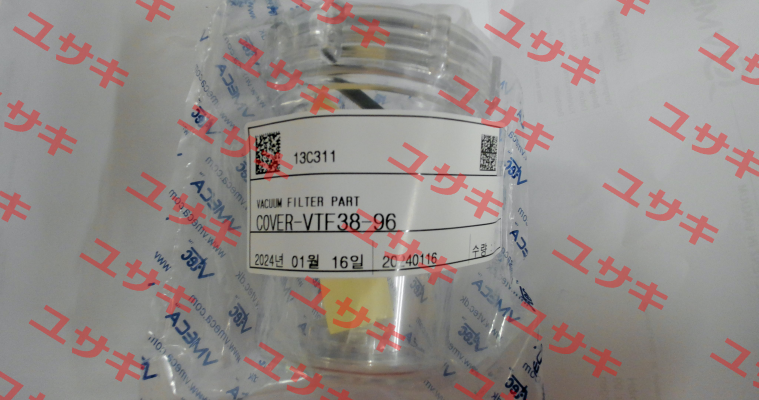 13C311
VACUUM FILTER PART
COVER-VTF38-96
2024년 01월 16일
20240116
수량
VMECA
Vtec
www.vmeca.com
ユサキ